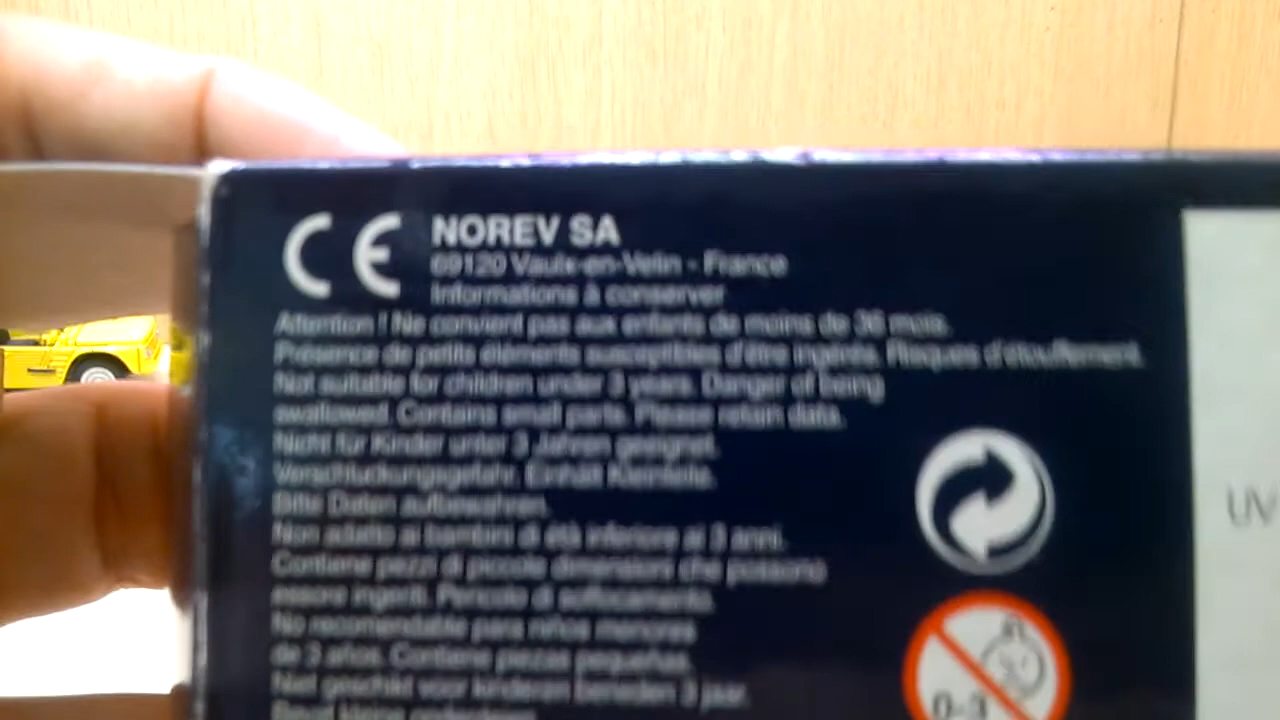 CE NOREV SA
69120 Vaulx-en-Velin - France
Informations à conserver
Attention ! Ne convient pas aux enfants de moins de 36 mois.
Présence de petits éléments susceptibles d'être ingérés. Risques d'étouffement.
Not suitable for children under 3 years. Danger of being
swallowed. Contains small parts. Please retain data.
Nicht für Kinder unter 3 Jahren geeignet.
Verschluckungsgefahr. Enhält Kleinteile.
Bitte Daten aufbewahren.
Non adatto ai bambini di età inferiore ai 3 anni.
Contiene pezzi di piccole dimensioni che possono
essere ingeriti. Pericolo di soffocamento.
No recomendable para niños menores
de 3 años. Contiene piezas pequeñas.
Niet geschikt voor kinderen beneden 3 jaar.
kleine
0-3
UV